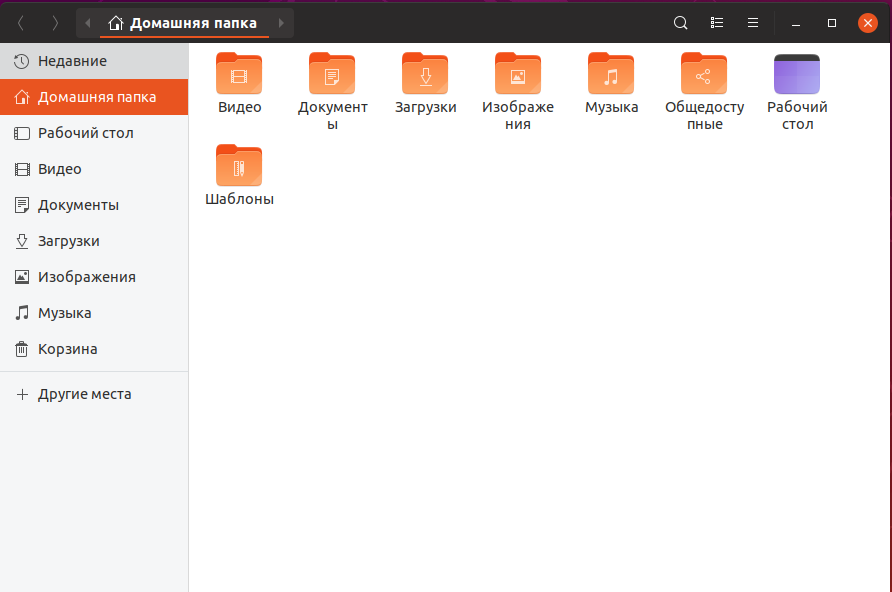 Домашняя папка
Недавние
Домашняя папка
Рабочий стол
Видео
Документы
Загрузки
Изображения
Музыка
Корзина
Другие места
Видео
Документ
ы
Загрузки
Изображе
ния
Музыка
Общедосту
пные
Рабочий
стол
Шаблоны